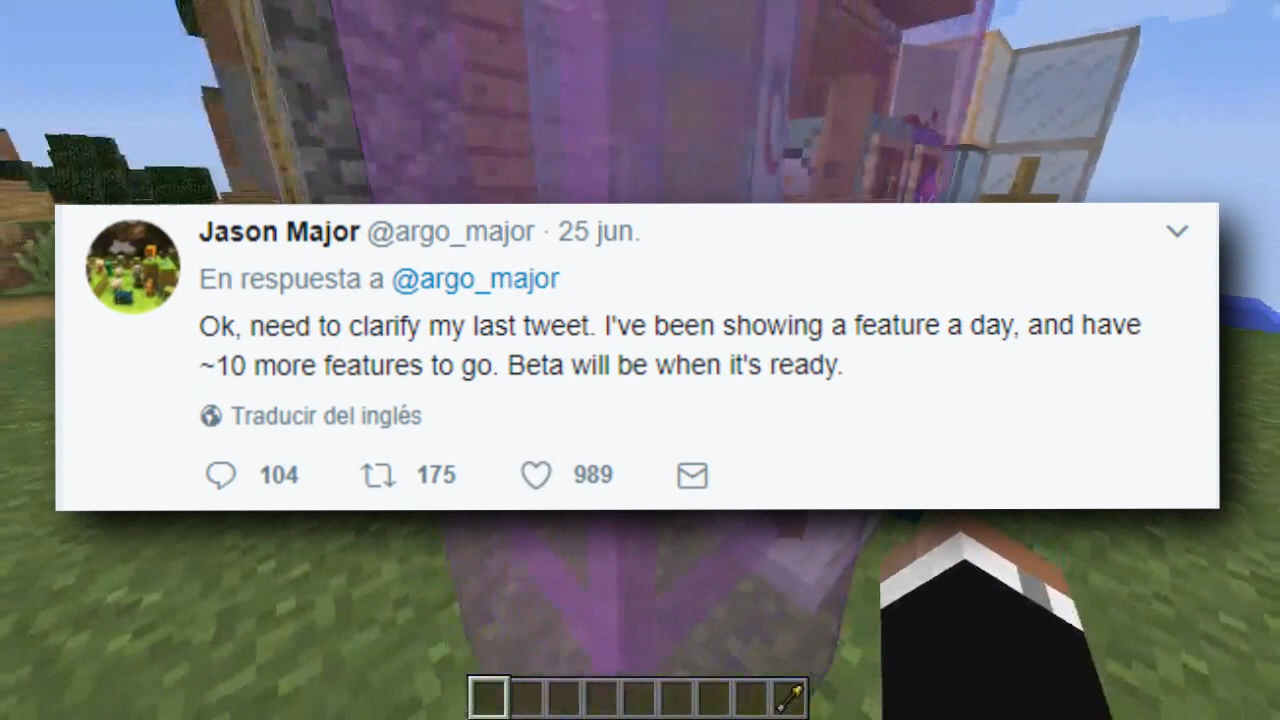 Jason Major @argo_major · 25 jun.
En respuesta a @argo_major
Ok, need to clarify my last tweet. I've been showing a feature a day, and have
~10 more features to go. Beta will be when it's ready.
Traducir del inglés
104 175 989